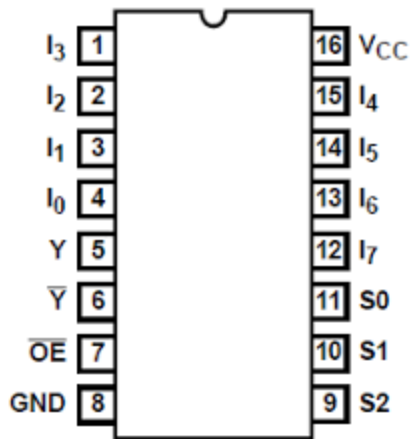 I3 1 16 VCC
I2 2 15 I4
I1 3 14 I5
I0 4 13 I6
Y 5 12 I7
Y̅ 6 11 S0
O̅E̅ 7 10 S1
GND 8 9 S2